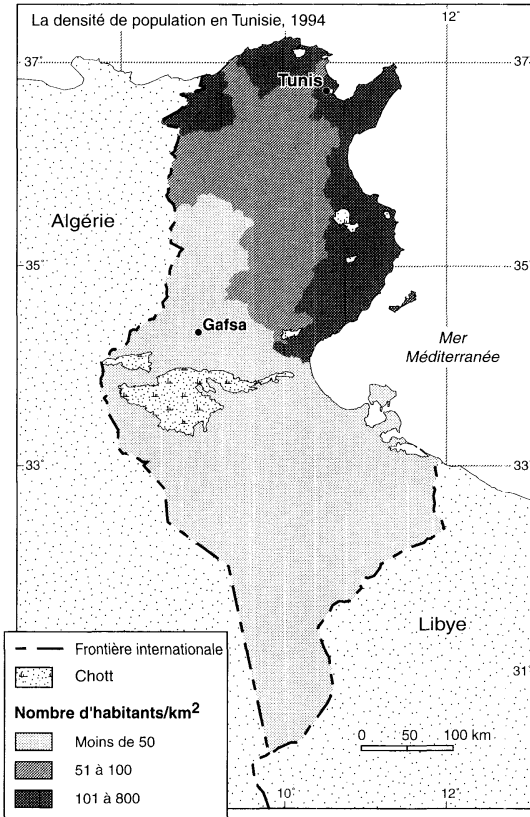 La densité de population en Tunisie, 1994
12°
37°
37°
Tunis
Algérie
35°
35°
Gafsa
Mer
Méditerranée
33°
33°
Libye
31°
Frontière internationale
Chott
Nombre d'habitants/km²
Moins de 50
51 à 100
101 à 800
0 50 100 km
10°
12°